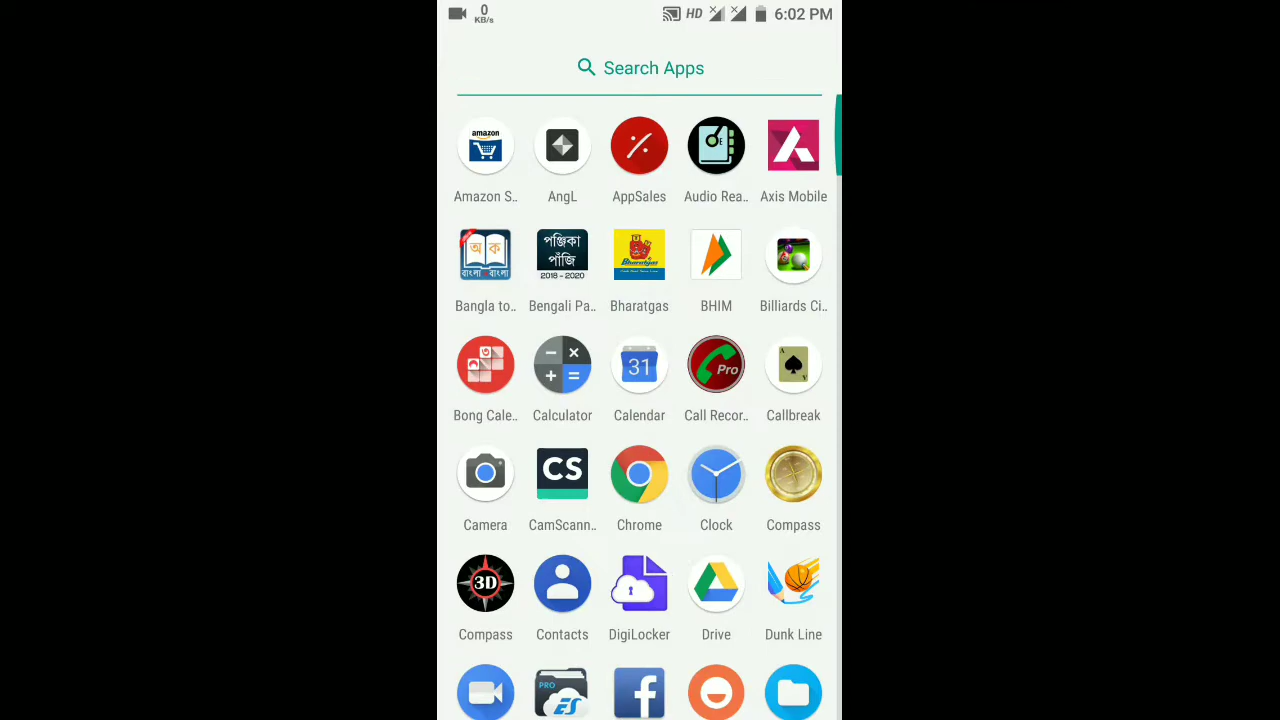 0
KB/s
HD
6:02 PM
Search Apps
amazon
E
Amazon S..
AngL
AppSales
Audio Rea..
Axis Mobile
অ ক
বাংলা বাংলা
পঞ্জিকা
পাঁজি
2018 - 2020
Bharatgas
Bangla to..
Bengali Pa..
Bharatgas
BHIM
Billiards Ci..
31
Pro
A
A
Bong Cale..
Calculator
Calendar
Call Recor..
Callbreak
CS
Camera
CamScann..
Chrome
Clock
Compass
3D
Compass
Contacts
DigiLocker
Drive
Dunk Line
PRO
ES
f